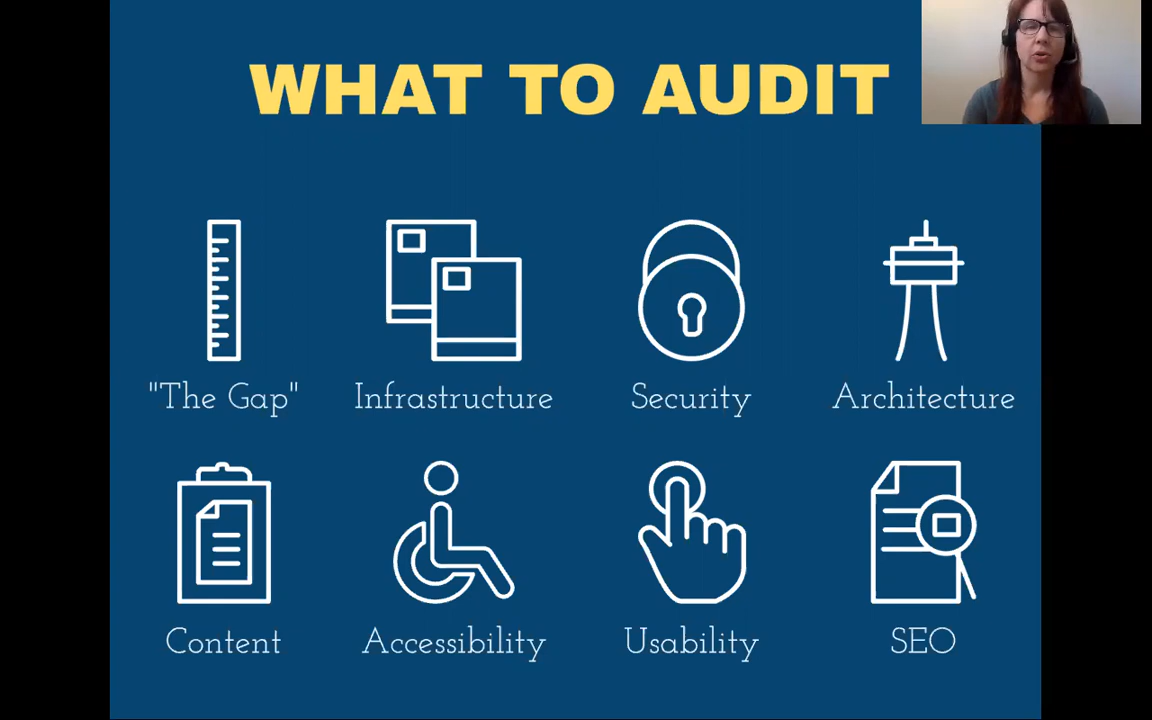 WHAT TO AUDIT
"The Gap"
Infrastructure
Security
Architecture
Content
Accessibility
Usability
SEO